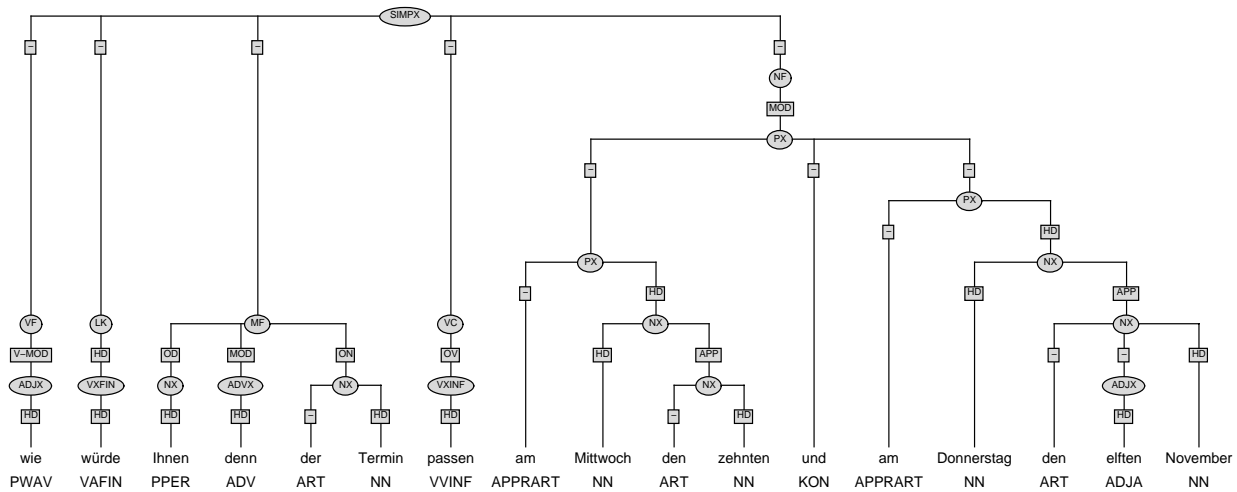 SIMPX
– – – – –
NF
MOD
PX
– – –
PX
– HD
PX NX
– HD HD APP
VF LK MF VC NX NX
V–MOD HD OD MOD ON OV HD APP – – HD
ADJX VXFIN NX ADVX NX VXINF NX ADJX
HD HD HD HD – HD HD – HD HD
wie würde Ihnen denn der Termin passen am Mittwoch den zehnten und am Donnerstag den elften November
PWAV VAFIN PPER ADV ART NN VVINF APPRART NN ART NN KON APPRART NN ART ADJA NN